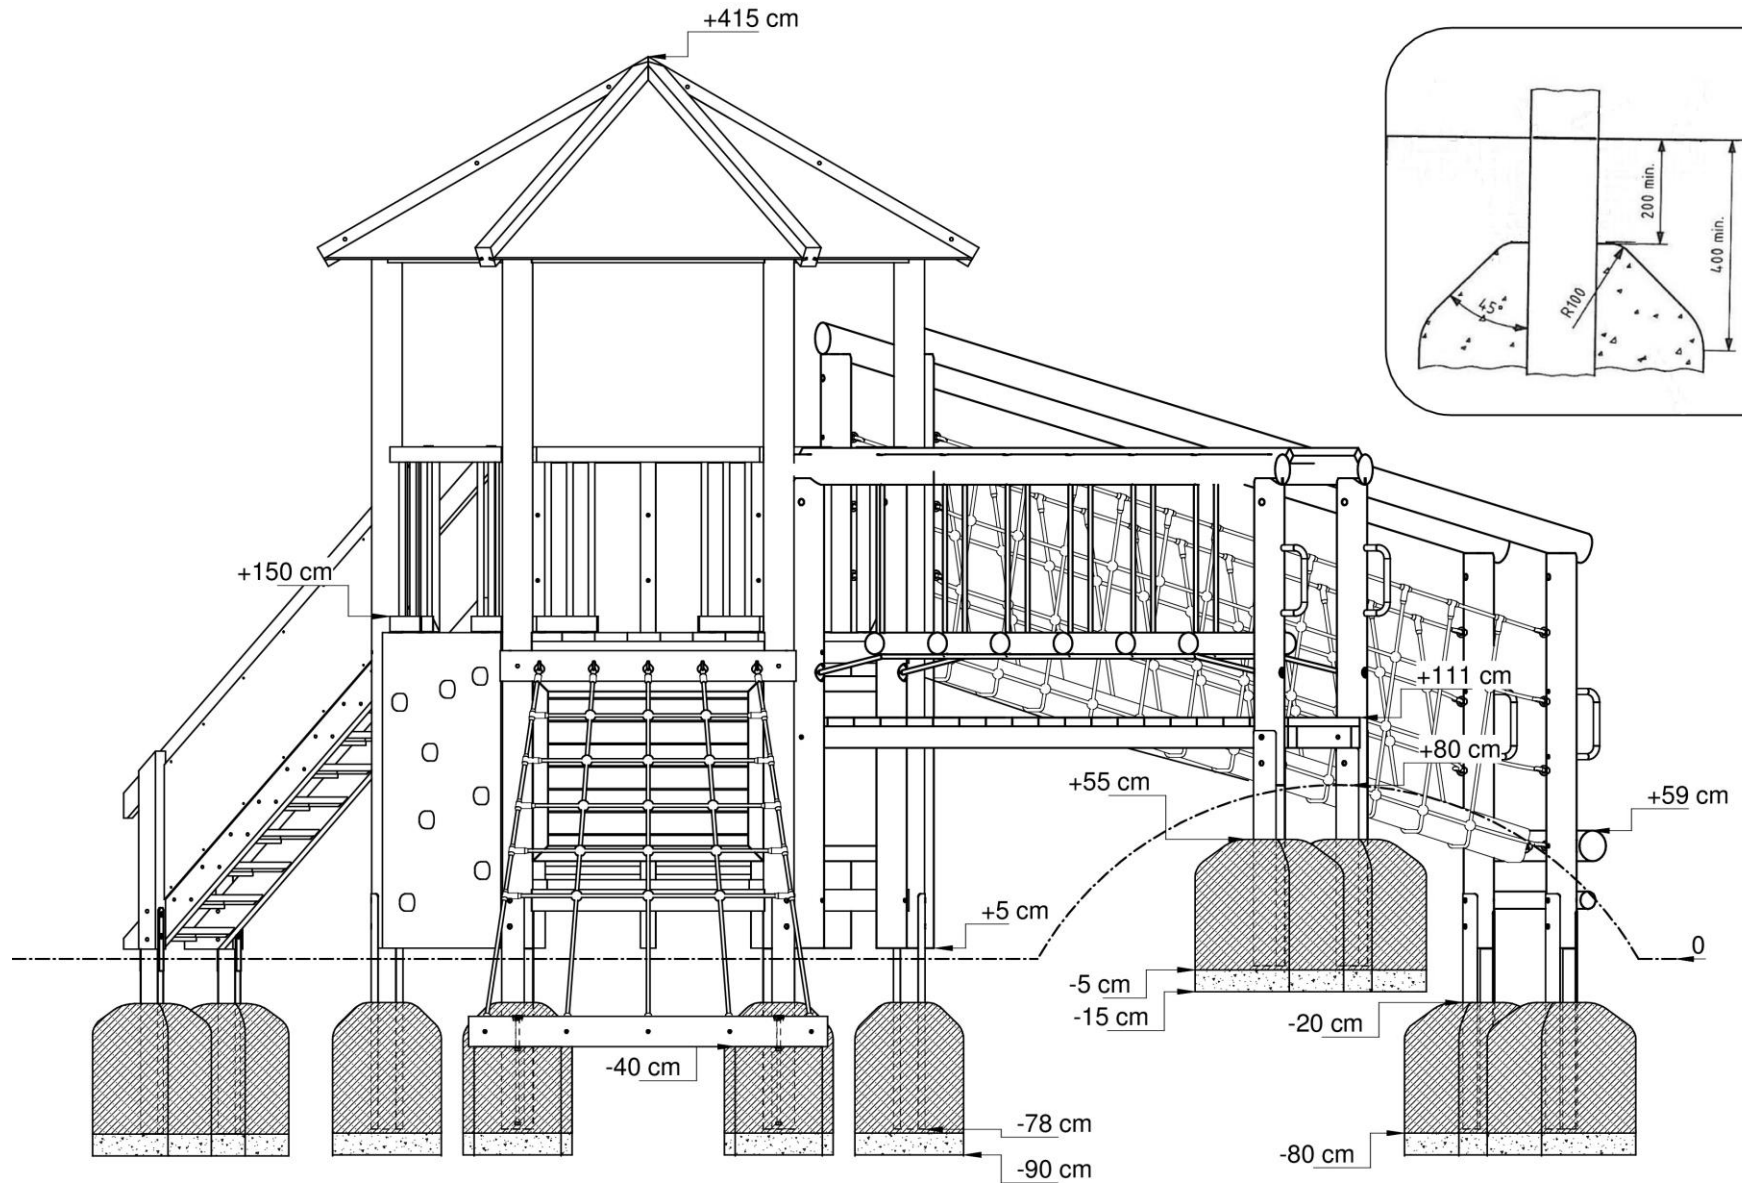 +415 cm
200 min.
400 min.
45°
R100
+150 cm
+111 cm
+80 cm
+55 cm
+59 cm
+5 cm
0
-5 cm
-15 cm
-20 cm
-40 cm
-78 cm
-80 cm
-90 cm